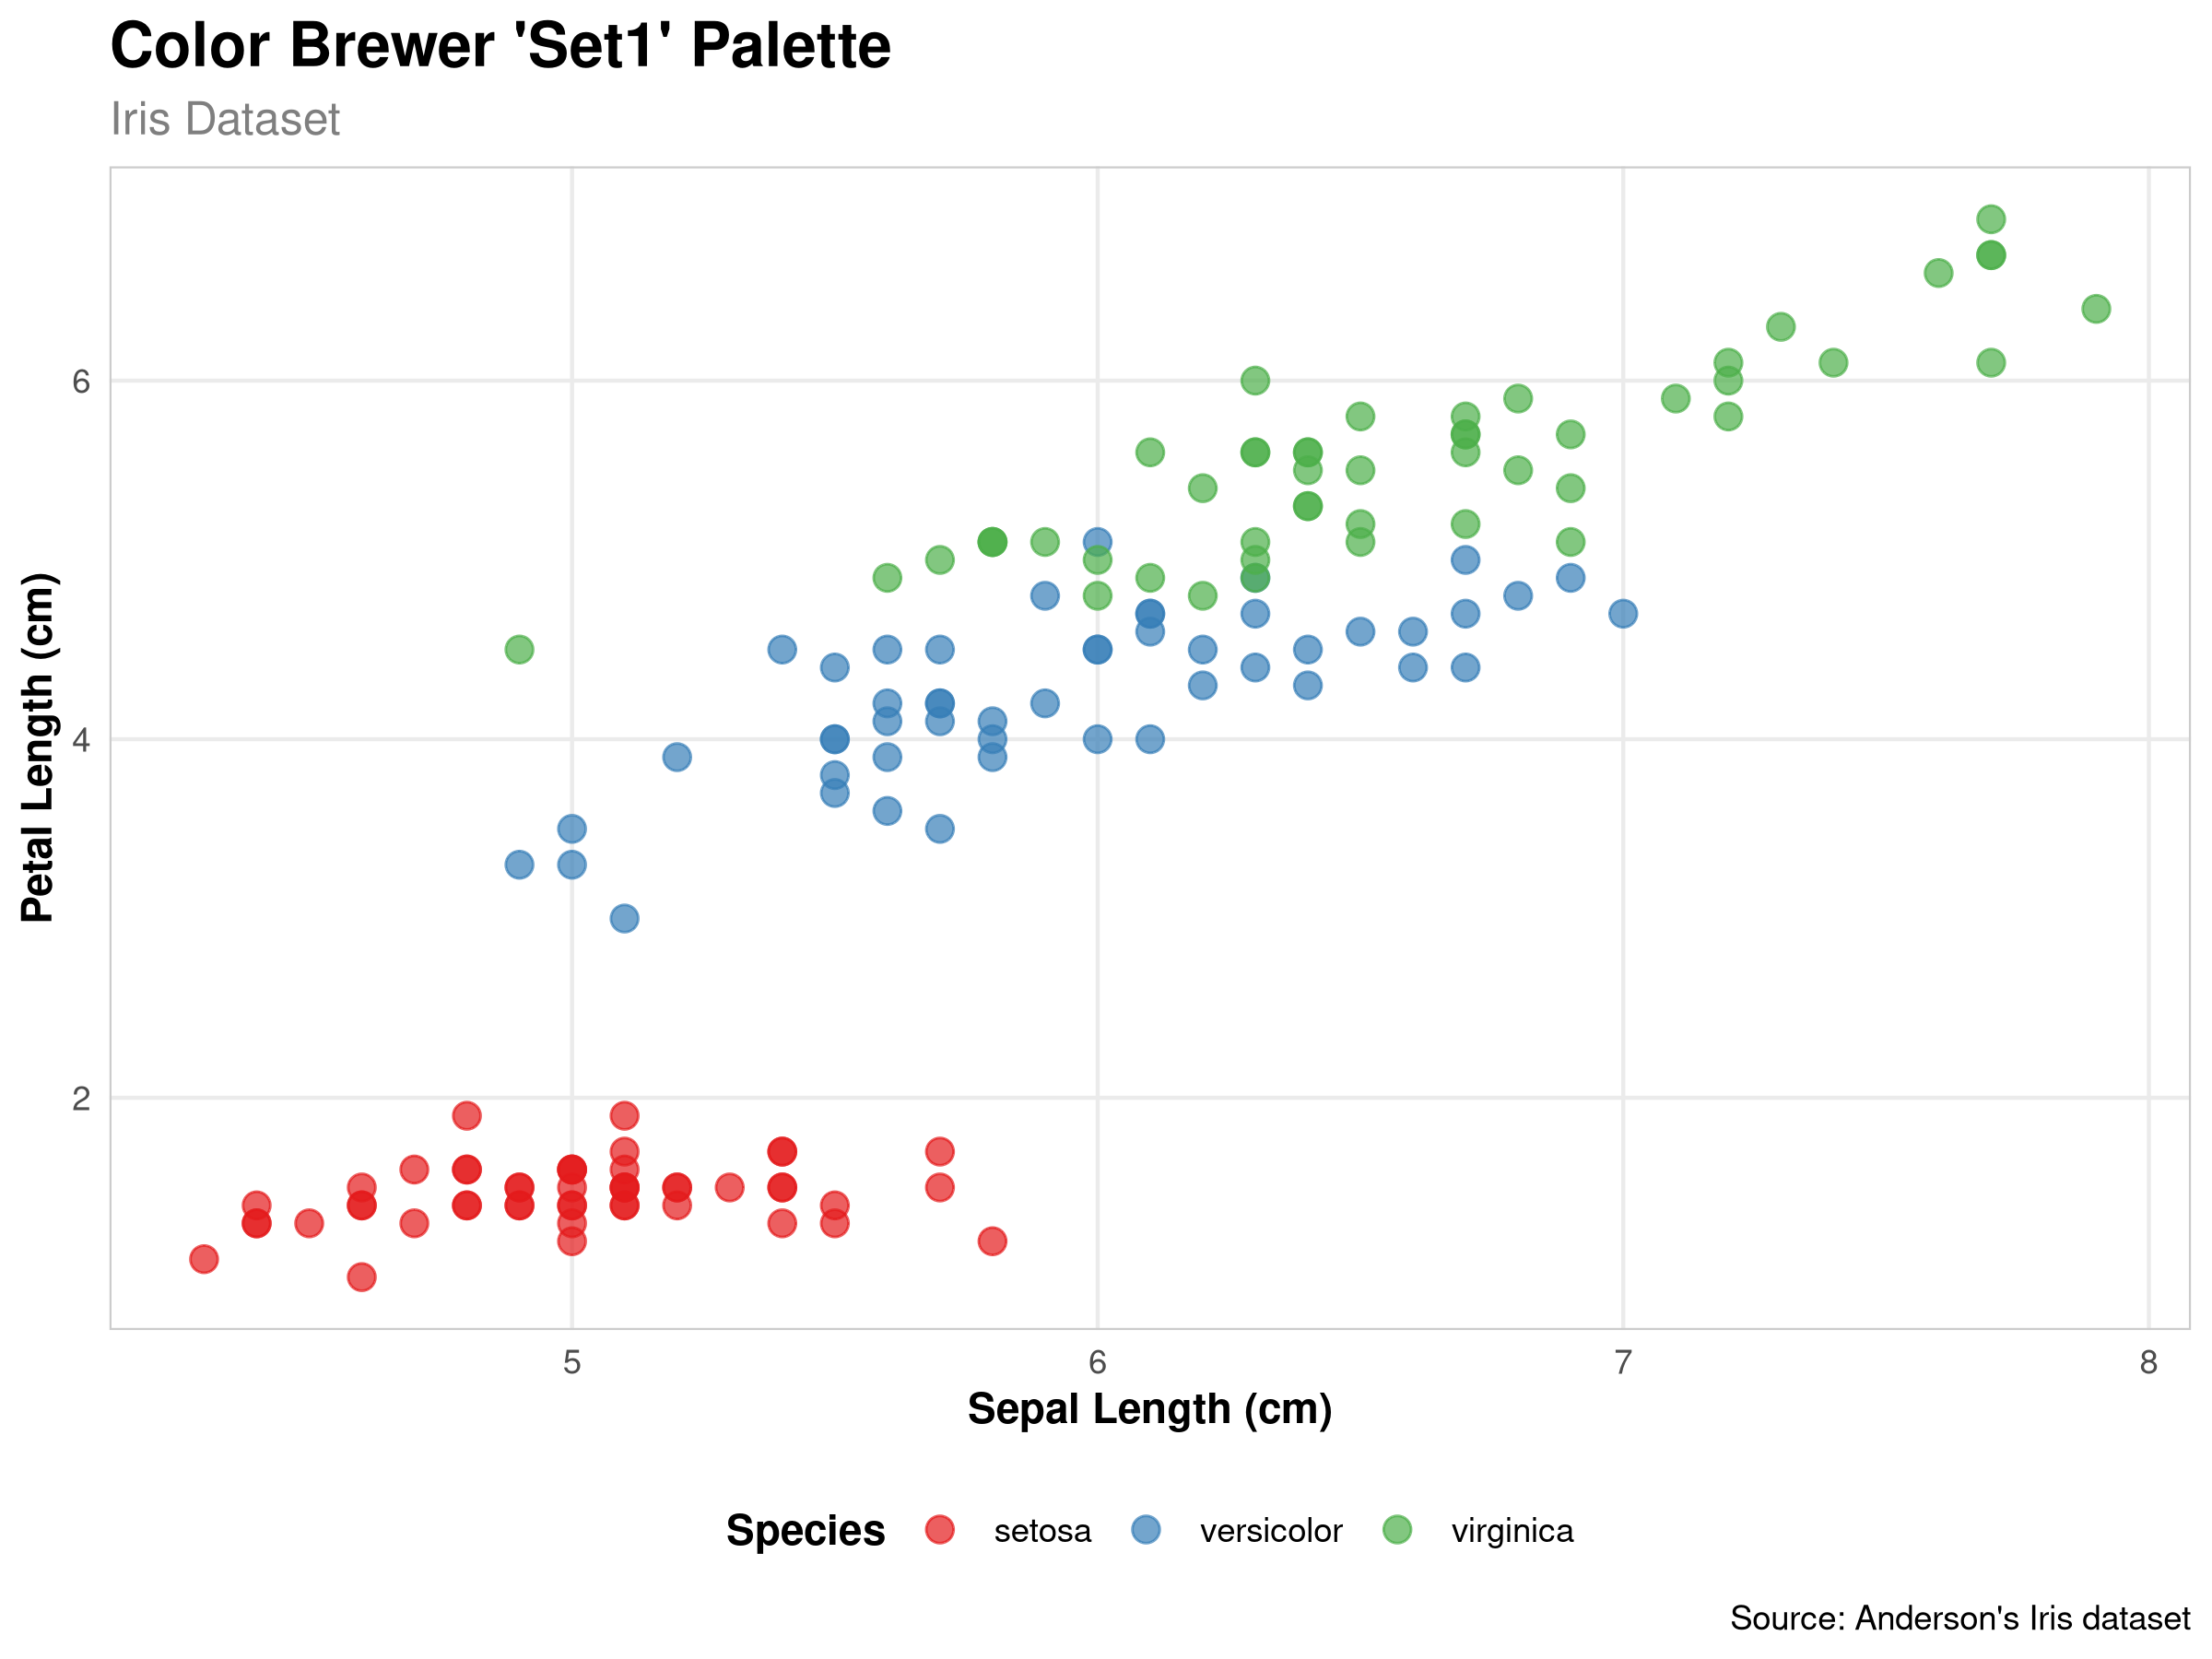 Color Brewer 'Set1' Palette
Iris Dataset
Petal Length (cm)
6
4
2
5 6 7 8
Sepal Length (cm)
Species setosa versicolor virginica
Source: Anderson's Iris dataset